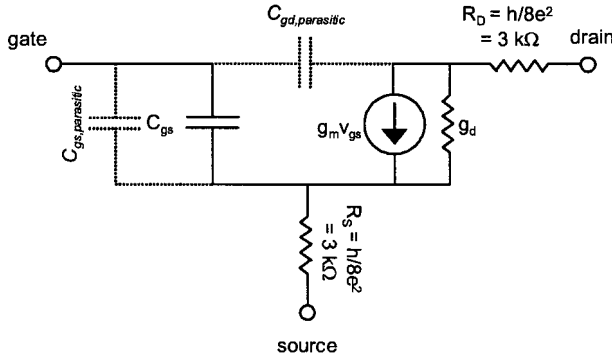 C_gd,parasitic
R_D = h/8e²
= 3 kΩ
gate
drain
C_gs,parasitic
C_gs
g_m v_gs
g_d
R_S = h/8e²
= 3 kΩ
source